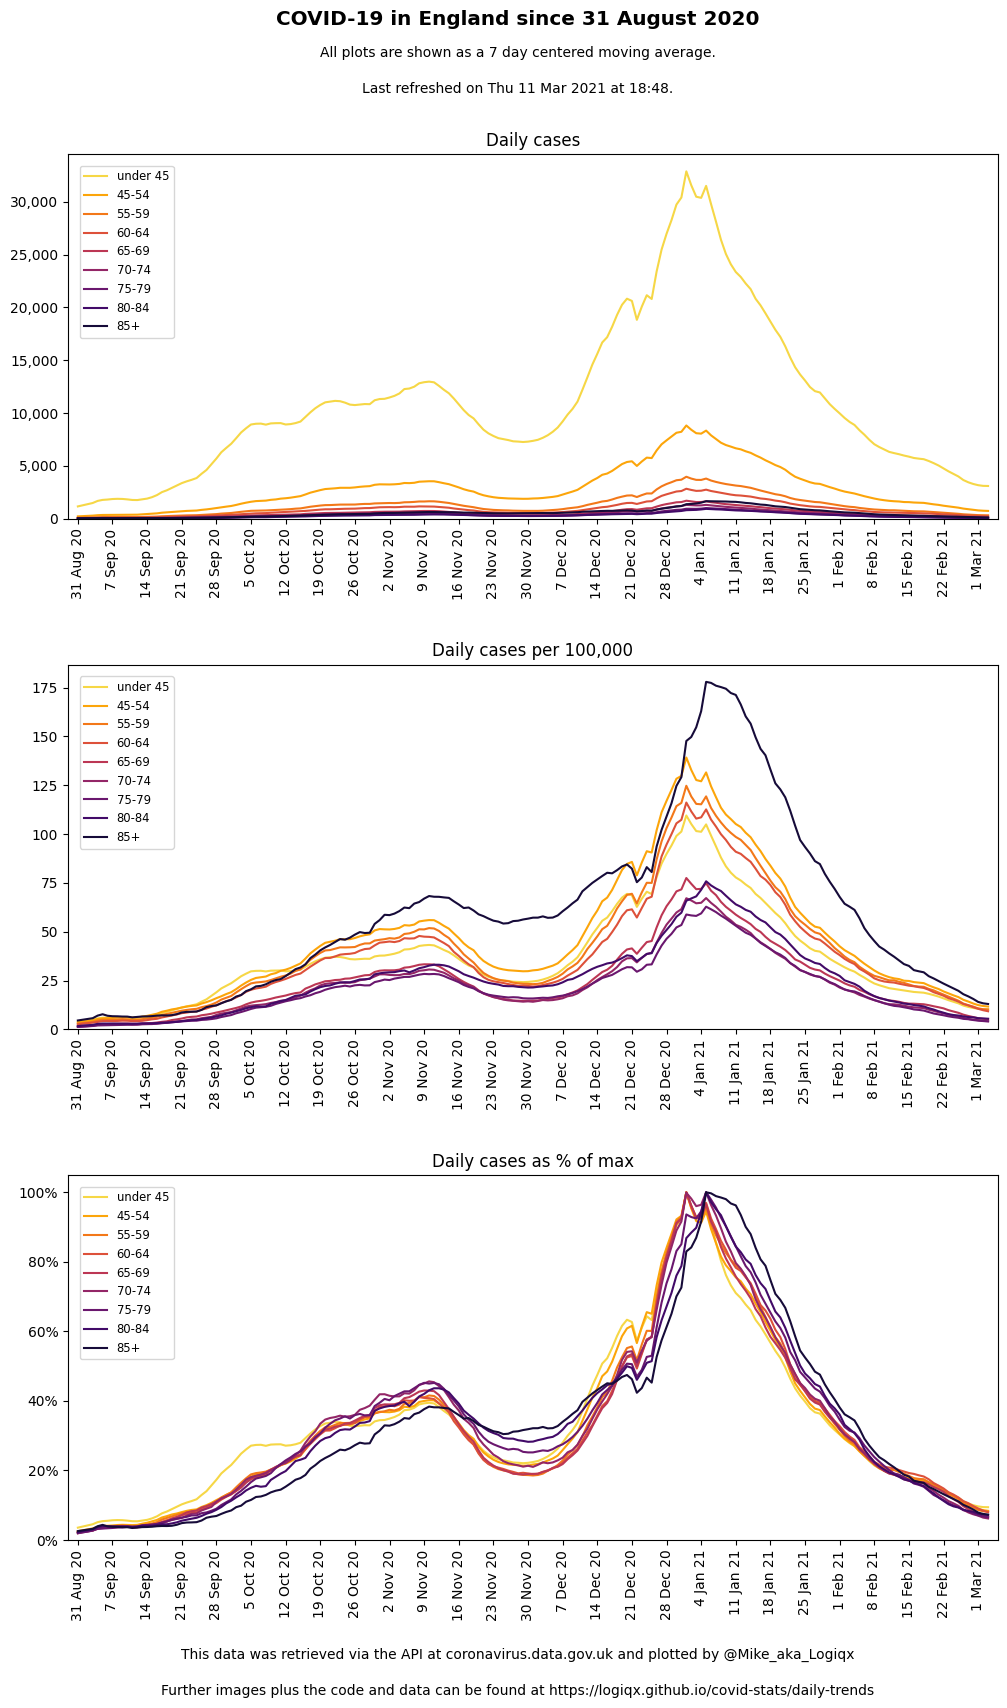 COVID-19 in England since 31 August 2020
All plots are shown as a 7 day centered moving average.
Last refreshed on Thu 11 Mar 2021 at 18:48.
Daily cases
under 45
45-54
55-59
60-64
65-69
70-74
75-79
80-84
85+
30,000
25,000
20,000
15,000
10,000
5,000
0
31 Aug 20
7 Sep 20
14 Sep 20
21 Sep 20
28 Sep 20
5 Oct 20
12 Oct 20
19 Oct 20
26 Oct 20
2 Nov 20
9 Nov 20
16 Nov 20
23 Nov 20
30 Nov 20
7 Dec 20
14 Dec 20
21 Dec 20
28 Dec 20
4 Jan 21
11 Jan 21
18 Jan 21
25 Jan 21
1 Feb 21
8 Feb 21
15 Feb 21
22 Feb 21
1 Mar 21
Daily cases per 100,000
under 45
45-54
55-59
60-64
65-69
70-74
75-79
80-84
85+
175
150
125
100
75
50
25
0
31 Aug 20
7 Sep 20
14 Sep 20
21 Sep 20
28 Sep 20
5 Oct 20
12 Oct 20
19 Oct 20
26 Oct 20
2 Nov 20
9 Nov 20
16 Nov 20
23 Nov 20
30 Nov 20
7 Dec 20
14 Dec 20
21 Dec 20
28 Dec 20
4 Jan 21
11 Jan 21
18 Jan 21
25 Jan 21
1 Feb 21
8 Feb 21
15 Feb 21
22 Feb 21
1 Mar 21
Daily cases as % of max
under 45
45-54
55-59
60-64
65-69
70-74
75-79
80-84
85+
100%
80%
60%
40%
20%
0%
31 Aug 20
7 Sep 20
14 Sep 20
21 Sep 20
28 Sep 20
5 Oct 20
12 Oct 20
19 Oct 20
26 Oct 20
2 Nov 20
9 Nov 20
16 Nov 20
23 Nov 20
30 Nov 20
7 Dec 20
14 Dec 20
21 Dec 20
28 Dec 20
4 Jan 21
11 Jan 21
18 Jan 21
25 Jan 21
1 Feb 21
8 Feb 21
15 Feb 21
22 Feb 21
1 Mar 21
This data was retrieved via the API at coronavirus.data.gov.uk and plotted by @Mike_aka_Logiqx
Further images plus the code and data can be found at https://logiqx.github.io/covid-stats/daily-trends